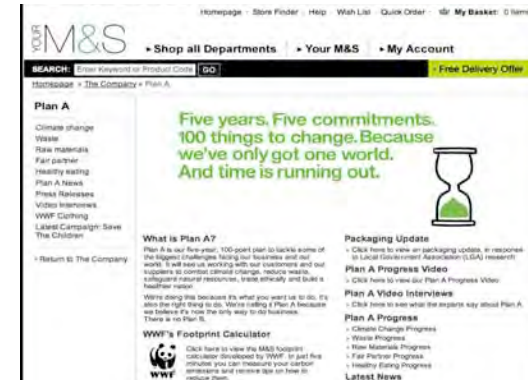 Homepage · Store Finder · Help · Wish List · Quick Order · My Basket: 0 items
YOUR M&S
Shop all Departments Your M&S My Account
SEARCH: Enter Keyword or Product Code GO Free Delivery Offer
Homepage > The Company > Plan A
Plan A
Climate change
Waste
Raw materials
Fair partner
Healthy eating
Plan A News
Press Releases
Video Interviews
WWF Clothing
Latest Campaign: Save
The Children
Return to The Company
Five years. Five commitments.
100 things to change. Because
we've only got one world.
And time is running out.
What is Plan A?
Plan A is our five-year, 100-point plan to tackle some of
the biggest challenges facing our business and our
world. It will see us working with our customers and our
suppliers to combat climate change, reduce waste,
safeguard natural resources, trade ethically and build a
healthier nation.
We're doing this because it's what you want us to do. It's
also the right thing to do. We're calling it Plan A because
we believe it's now the only way to do business.
There is no Plan B.
WWF's Footprint Calculator
WWF
Click here to view the M&S footprint
calculator developed by WWF. In just five
minutes you can measure your carbon
emissions and receive tips on how to
reduce them.
Packaging Update
Click here to view an packaging update, in response
to Local Government Association (LGA) research
Plan A Progress Video
Click here to view our Plan A Progress Video
Plan A Video Interviews
Click here to see what the experts say about Plan A
Plan A Progress
Climate Change Progress
Waste Progress
Raw Materials Progress
Fair Partner Progress
Healthy Eating Progress
Latest News